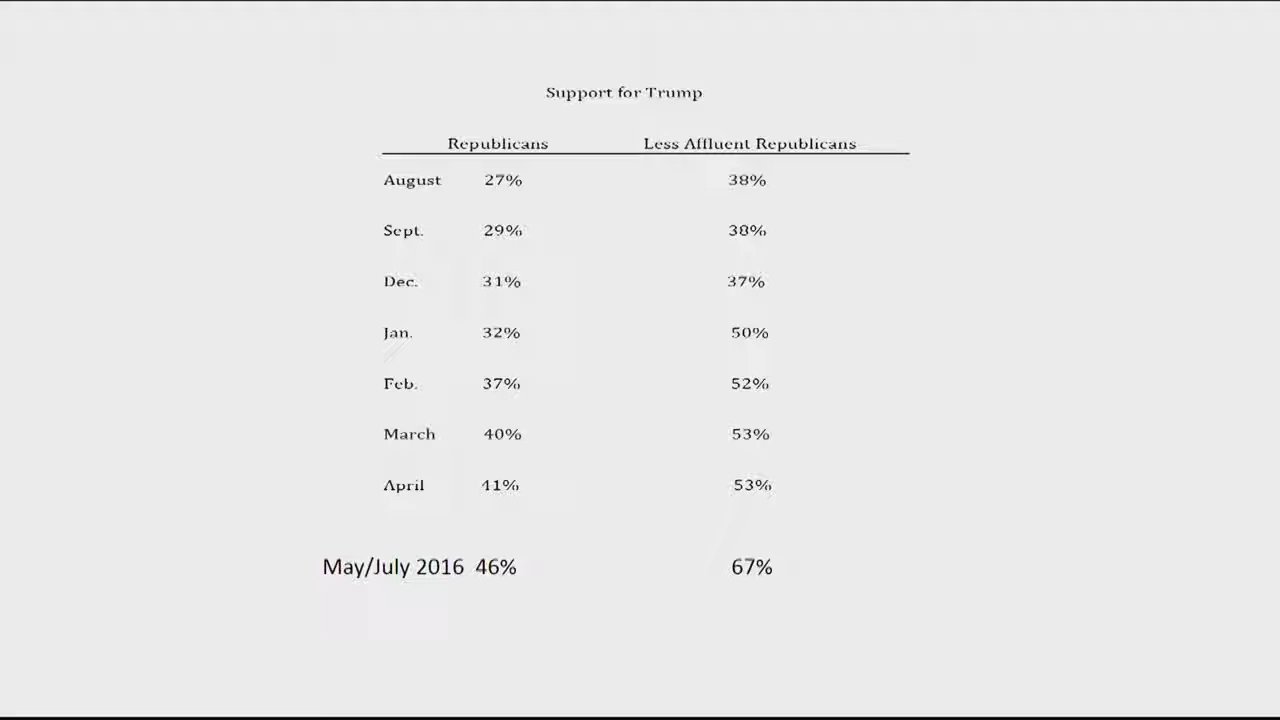 Support for Trump
Republicans Less Affluent Republicans
August 27% 38%
Sept. 29% 38%
Dec. 31% 37%
Jan. 32% 50%
Feb. 37% 52%
March 40% 53%
April 41% 53%
May/July 2016 46% 67%